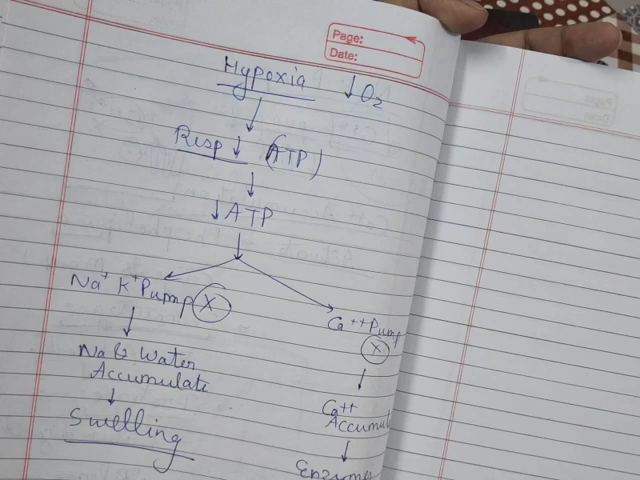 Page:
Date:
Hypoxia ↓O₂
↓
Resp ↓ (ATP)
↓
↓ATP
↓
Na⁺ K⁺ Pump (X)
Ca⁺⁺ Pump
(X)
↓
↓
Na & Water
Accumulate
Ca⁺⁺
↓
↓
Swelling